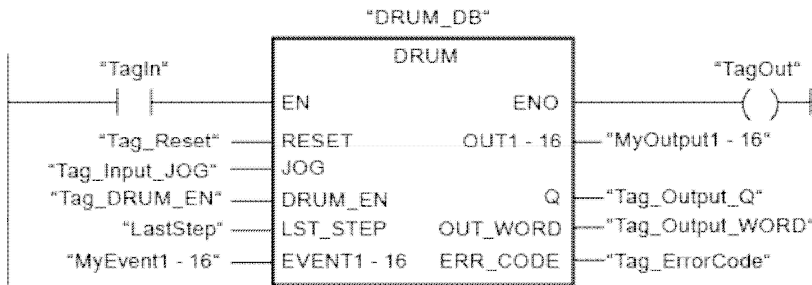 "DRUM_DB"
DRUM
"TagIn"
"TagOut"
EN ENO
"Tag_Reset" RESET OUT1 - 16 "MyOutput1 - 16"
"Tag_Input_JOG" JOG
"Tag_DRUM_EN" DRUM_EN Q "Tag_Output_Q"
"LastStep" LST_STEP OUT_WORD "Tag_Output_WORD"
"MyEvent1 - 16" EVENT1 - 16 ERR_CODE "Tag_ErrorCode"